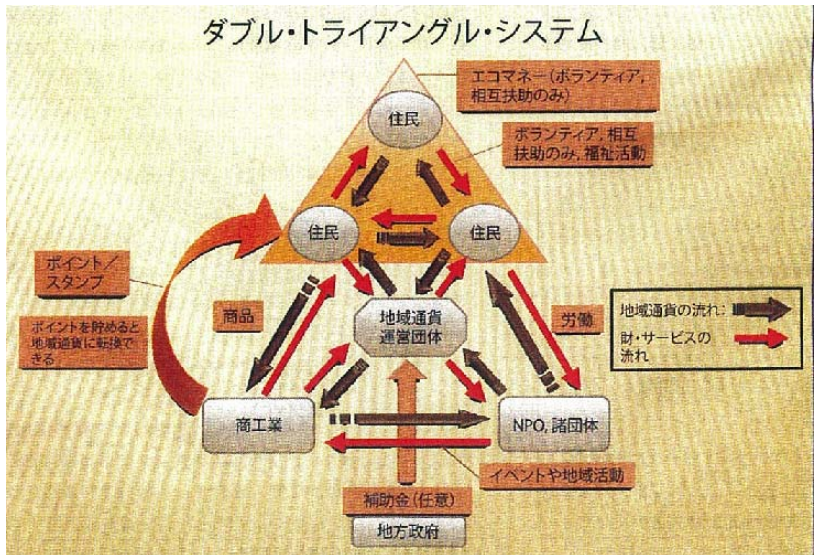 ダブル・トライアングル・システム
エコマネー(ボランティア,
相互扶助のみ)
住民
ボランティア,相互
扶助のみ,福祉活動
住民
住民
ポイント/
スタンプ
商品
地域通貨
運営団体
労働
地域通貨の流れ:
財・サービスの
流れ
ポイントを貯めると
地域通貨に転換で
きる
商工業
NPO,諸団体
イベントや地域活動
補助金(任意)
地方政府